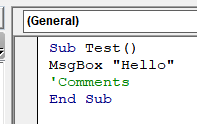 (General)
Sub Test()
MsgBox "Hello"
'Comments
End Sub